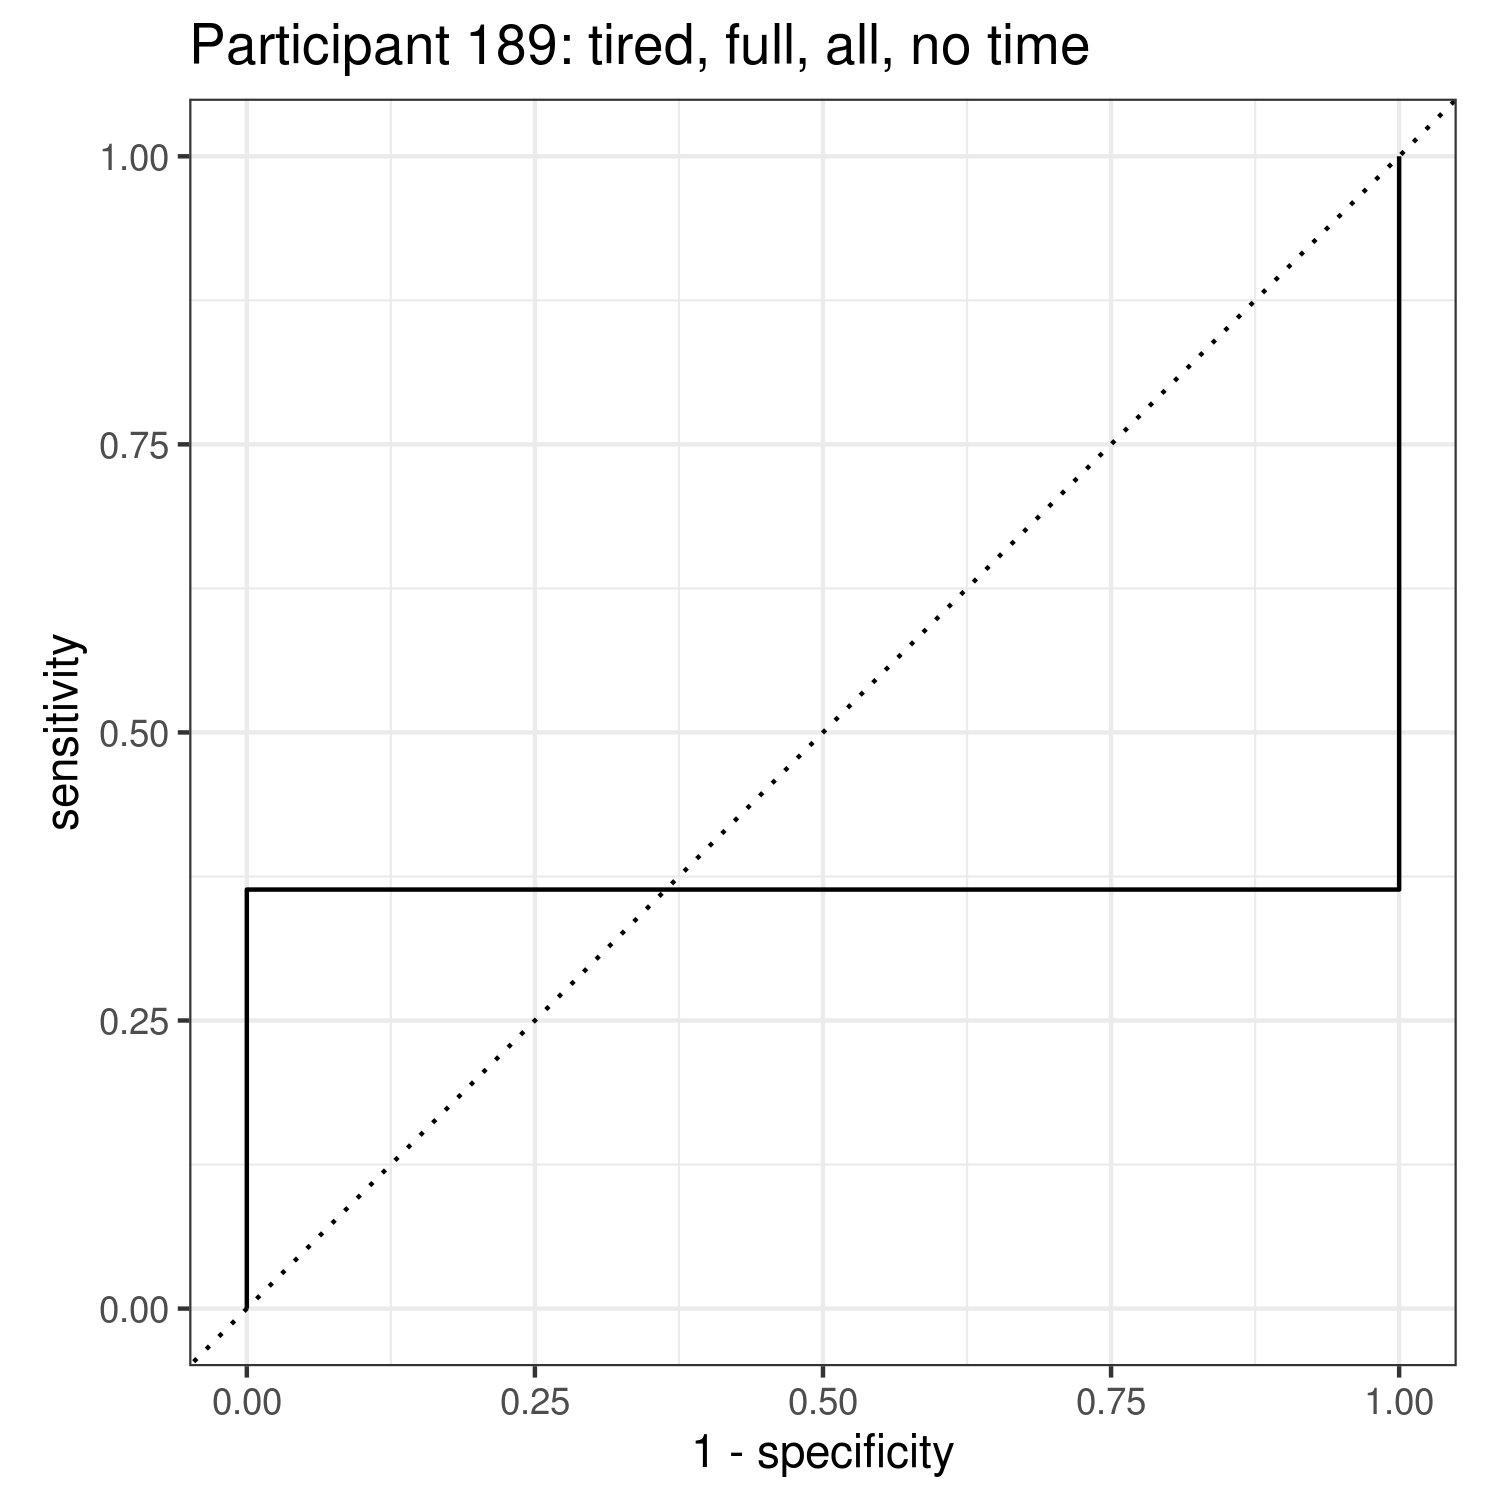 Participant 189: tired, full, all, no time
1.00
0.75
0.50
0.25
0.00
sensitivity
0.00 0.25 0.50 0.75 1.00
1 - specificity